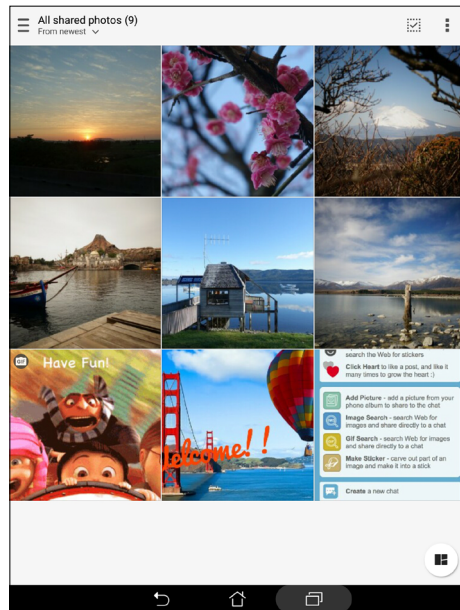 All shared photos (9)
From newest
GIF
Have Fun!
Welcome! !
search the Web for stickers
Click Heart to like a post, and like it
many times to grow the heart :)
Add Picture - add a picture from your
phone album to share to the chat
Image Search - search Web for
images and share directly to a chat
Gif Search - search Web for images
and share directly to a chat
Make Sticker - carve out part of an
image and make it into a stick
Create a new chat